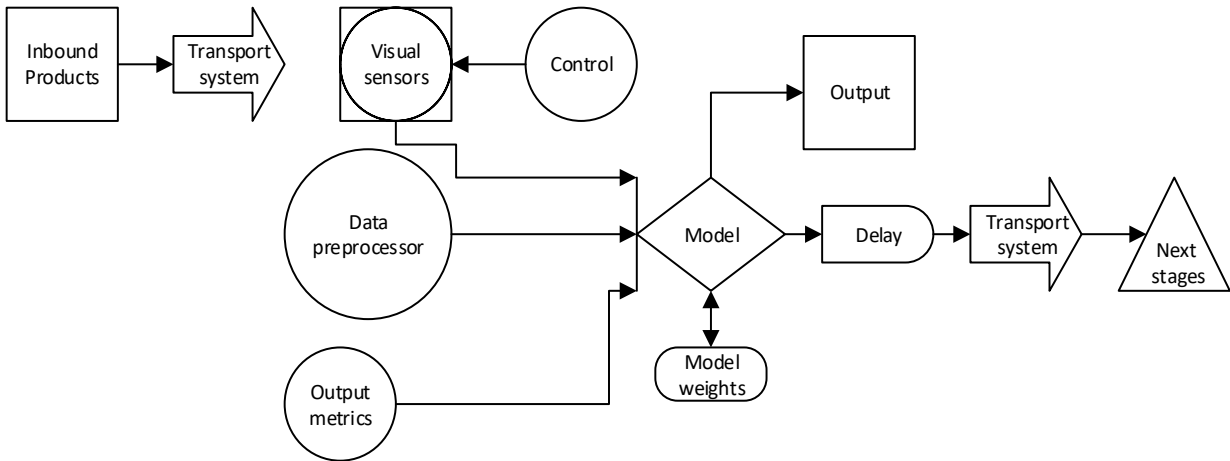 Inbound
Products
Transport
system
Visual
sensors
Control
Output
Data
preprocessor
Model
Delay
Transport
system
Next
stages
Model
weights
Output
metrics